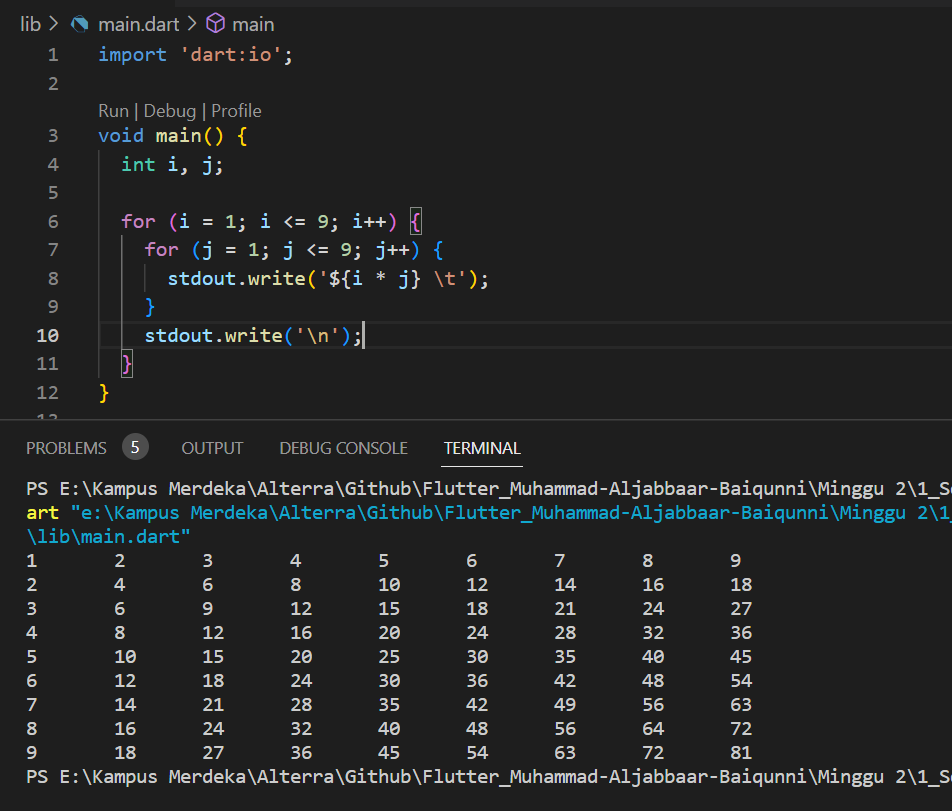 lib > main.dart > main
1 import 'dart:io';
2
Run | Debug | Profile
3 void main() {
4 int i, j;
5
6 for (i = 1; i <= 9; i++) {
7 for (j = 1; j <= 9; j++) {
8 stdout.write('${i * j} \t');
9 }
10 stdout.write('\n');
11 }
12 }
13
PROBLEMS 5 OUTPUT DEBUG CONSOLE TERMINAL
PS E:\Kampus Merdeka\Alterra\Github\Flutter_Muhammad-Aljabbaar-Baiqunni\Minggu 2\1_S
art "e:\Kampus Merdeka\Alterra\Github\Flutter_Muhammad-Aljabbaar-Baiqunni\Minggu 2\1_
\lib\main.dart"
1 2 3 4 5 6 7 8 9
2 4 6 8 10 12 14 16 18
3 6 9 12 15 18 21 24 27
4 8 12 16 20 24 28 32 36
5 10 15 20 25 30 35 40 45
6 12 18 24 30 36 42 48 54
7 14 21 28 35 42 49 56 63
8 16 24 32 40 48 56 64 72
9 18 27 36 45 54 63 72 81
PS E:\Kampus Merdeka\Alterra\Github\Flutter_Muhammad-Aljabbaar-Baiqunni\Minggu 2\1_S